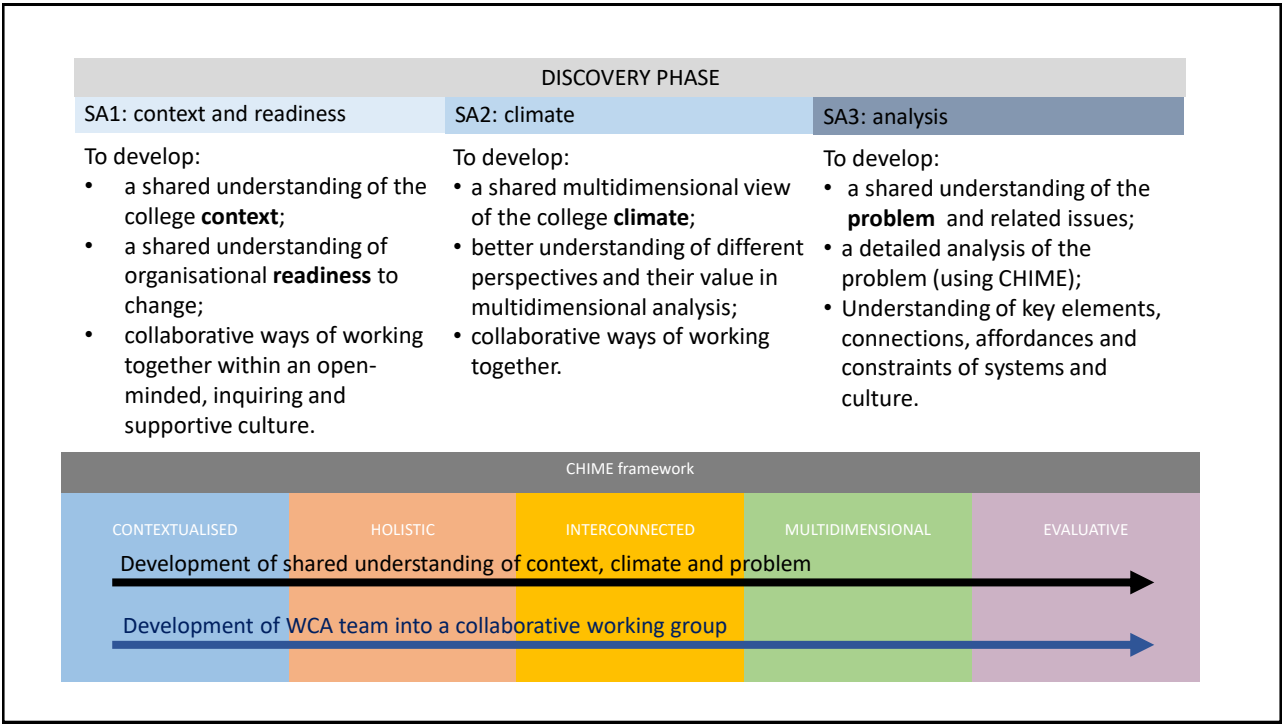 DISCOVERY PHASE
SA1: context and readiness
SA2: climate
SA3: analysis
To develop:
• a shared understanding of the
college context;
• a shared understanding of
organisational readiness to
change;
• collaborative ways of working
together within an open-
minded, inquiring and
supportive culture.
To develop:
• a shared multidimensional view
of the college climate;
• better understanding of different
perspectives and their value in
multidimensional analysis;
• collaborative ways of working
together.
To develop:
• a shared understanding of the
problem and related issues;
• a detailed analysis of the
problem (using CHIME);
• Understanding of key elements,
connections, affordances and
constraints of systems and
culture.
CHIME framework
CONTEXTUALISED
HOLISTIC
INTERCONNECTED
MULTIDIMENSIONAL
EVALUATIVE
Development of shared understanding of context, climate and problem
Development of WCA team into a collaborative working group